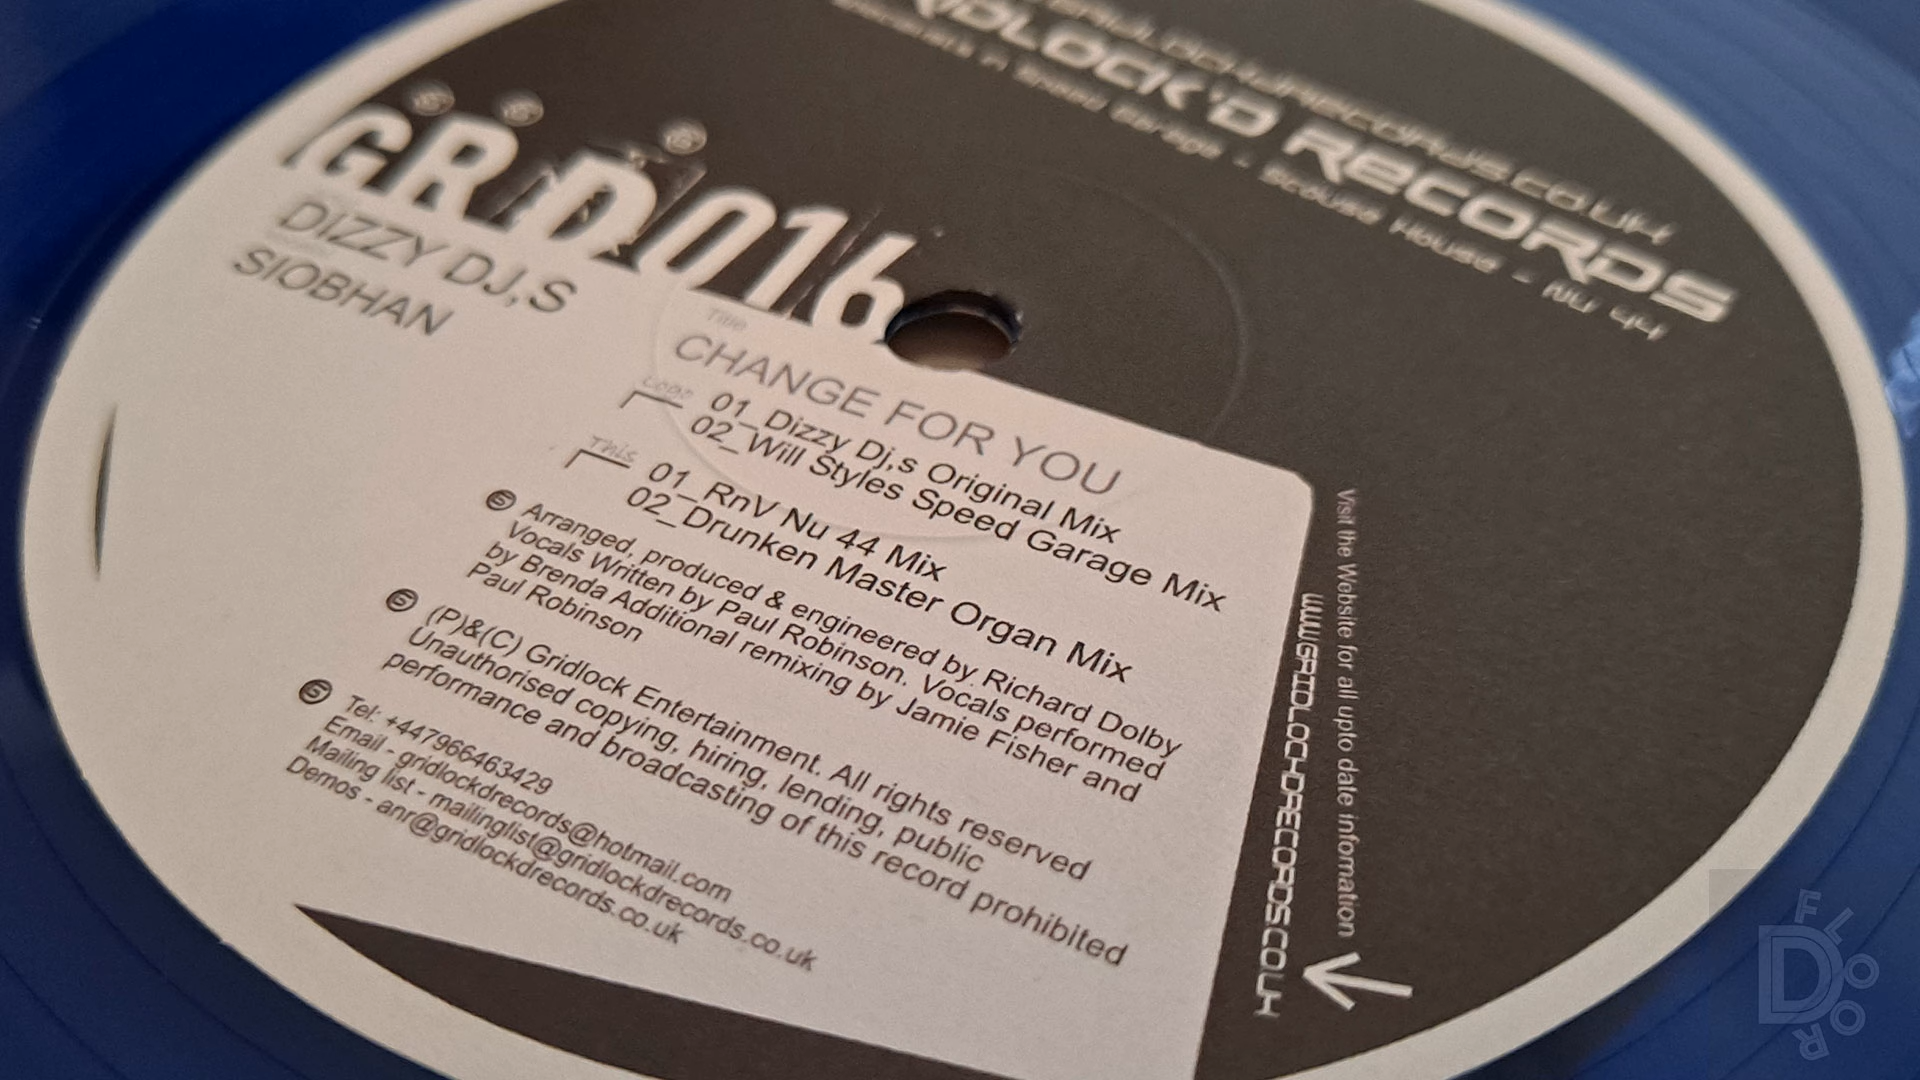 GRIDLOCK'D RECORDS
Specialists in Speed Garage - Scouse House - NU 44
GRD016
DIZZY DJ,S
SIOBHAN
Title
CHANGE FOR YOU
Logo
01_Dizzy Dj,s Original Mix
02_Will Styles Speed Garage Mix
This
01_RnV Nu 44 Mix
02_Drunken Master Organ Mix
Arranged, produced & engineered by Richard Dolby
Vocals Written by Paul Robinson. Vocals performed
by Brenda Additional remixing by Jamie Fisher and
Paul Robinson
(P)&(C) Gridlock Entertainment. All rights reserved
Unauthorised copying, hiring, lending, public
performance and broadcasting of this record prohibited
Tel: +447966463429
Email - gridlockdrecords@hotmail.com
Mailing list - mailinglist@gridlockdrecords.co.uk
Demos - anr@gridlockdrecords.co.uk
Visit the Website for all upto date infomation
WWW.GRIDLOCKDRECORDS.CO.UK
D FLOOR